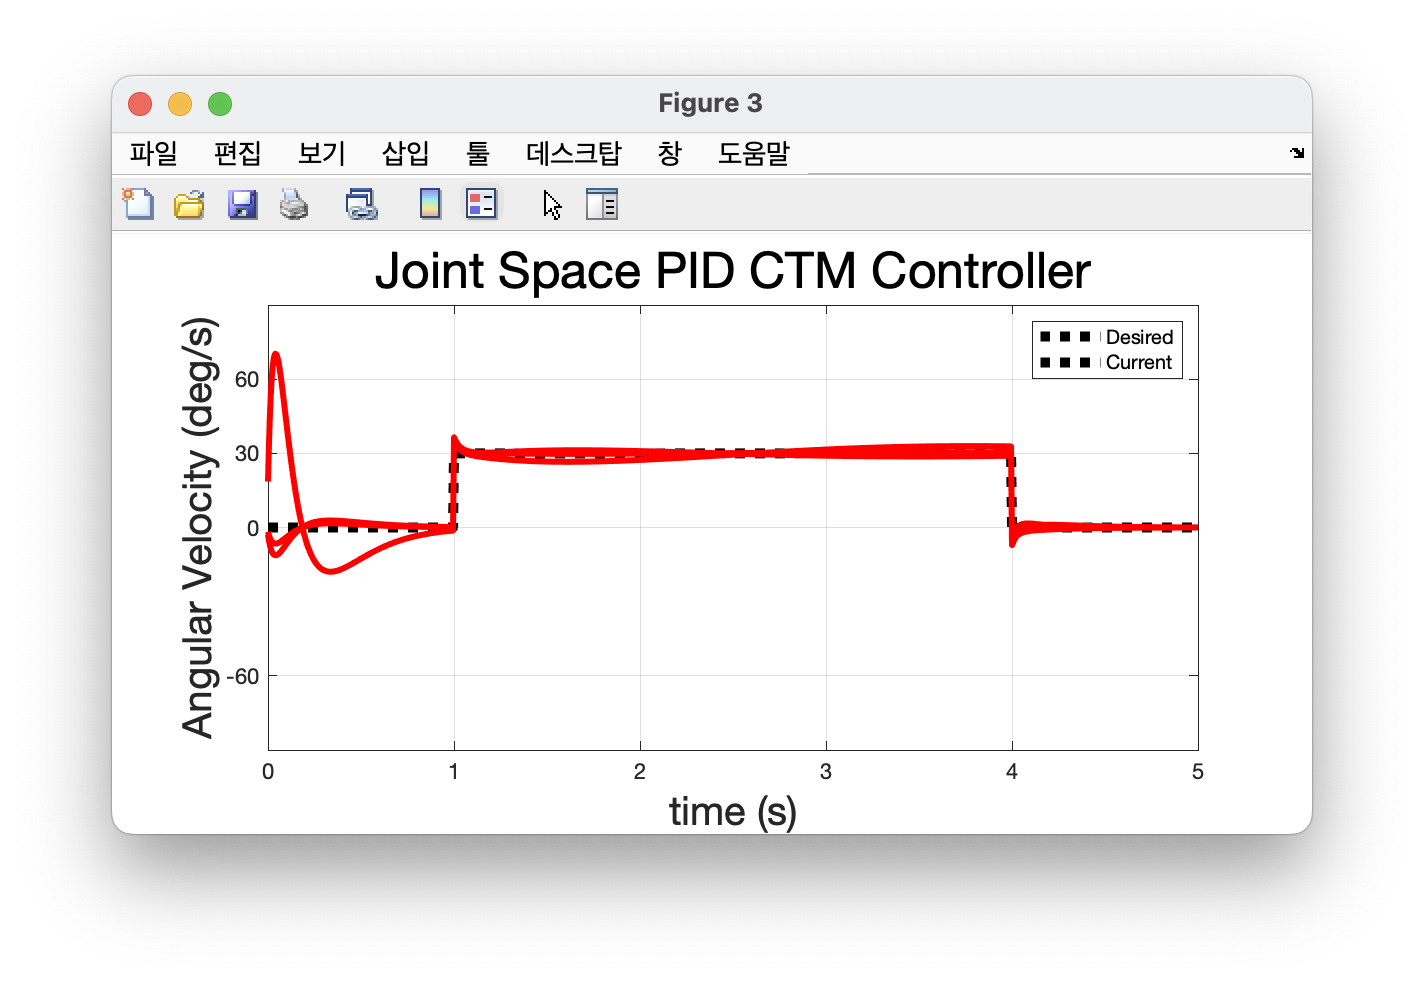 Figure 3
파일 편집 보기 삽입 툴 데스크탑 창 도움말
Joint Space PID CTM Controller
Angular Velocity (deg/s)
60
30
0
-60
Desired
Current
0 1 2 3 4 5
time (s)